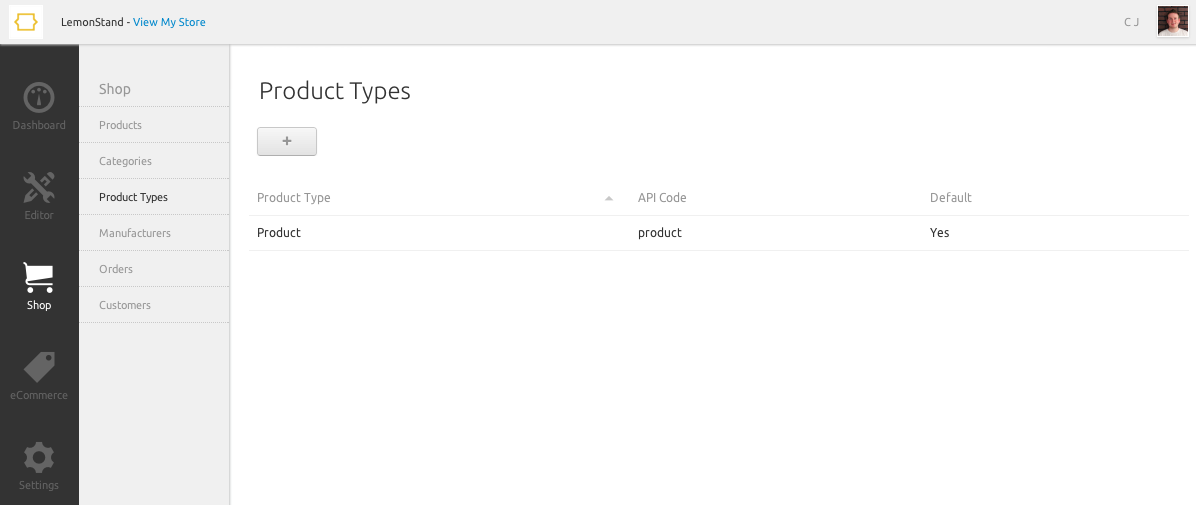 LemonStand - View My Store
C J
Dashboard
Editor
Shop
eCommerce
Settings
Shop
Products
Categories
Product Types
Manufacturers
Orders
Customers
Product Types
+
Product Type API Code Default
Product product Yes